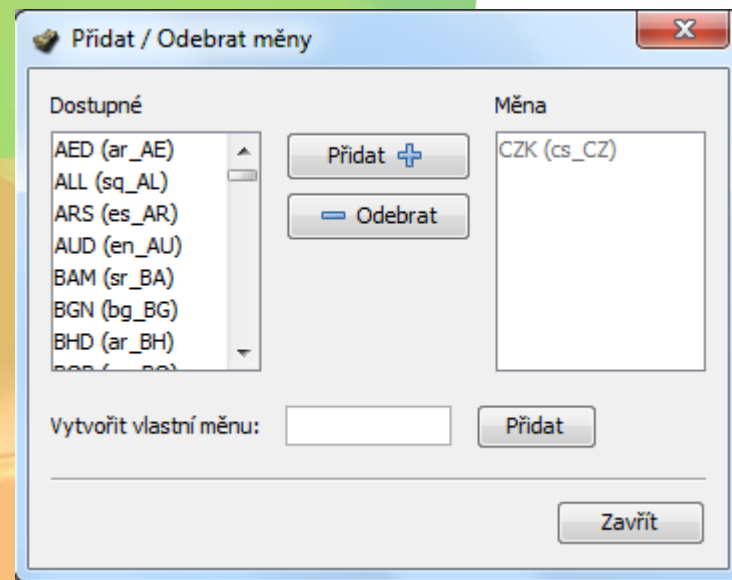 Přidat / Odebrat měny
Dostupné
Měna
AED (ar_AE)
ALL (sq_AL)
ARS (es_AR)
AUD (en_AU)
BAM (sr_BA)
BGN (bg_BG)
BHD (ar_BH)
Přidat
Odebrat
CZK (cs_CZ)
Vytvořit vlastní měnu:
Přidat
Zavřít